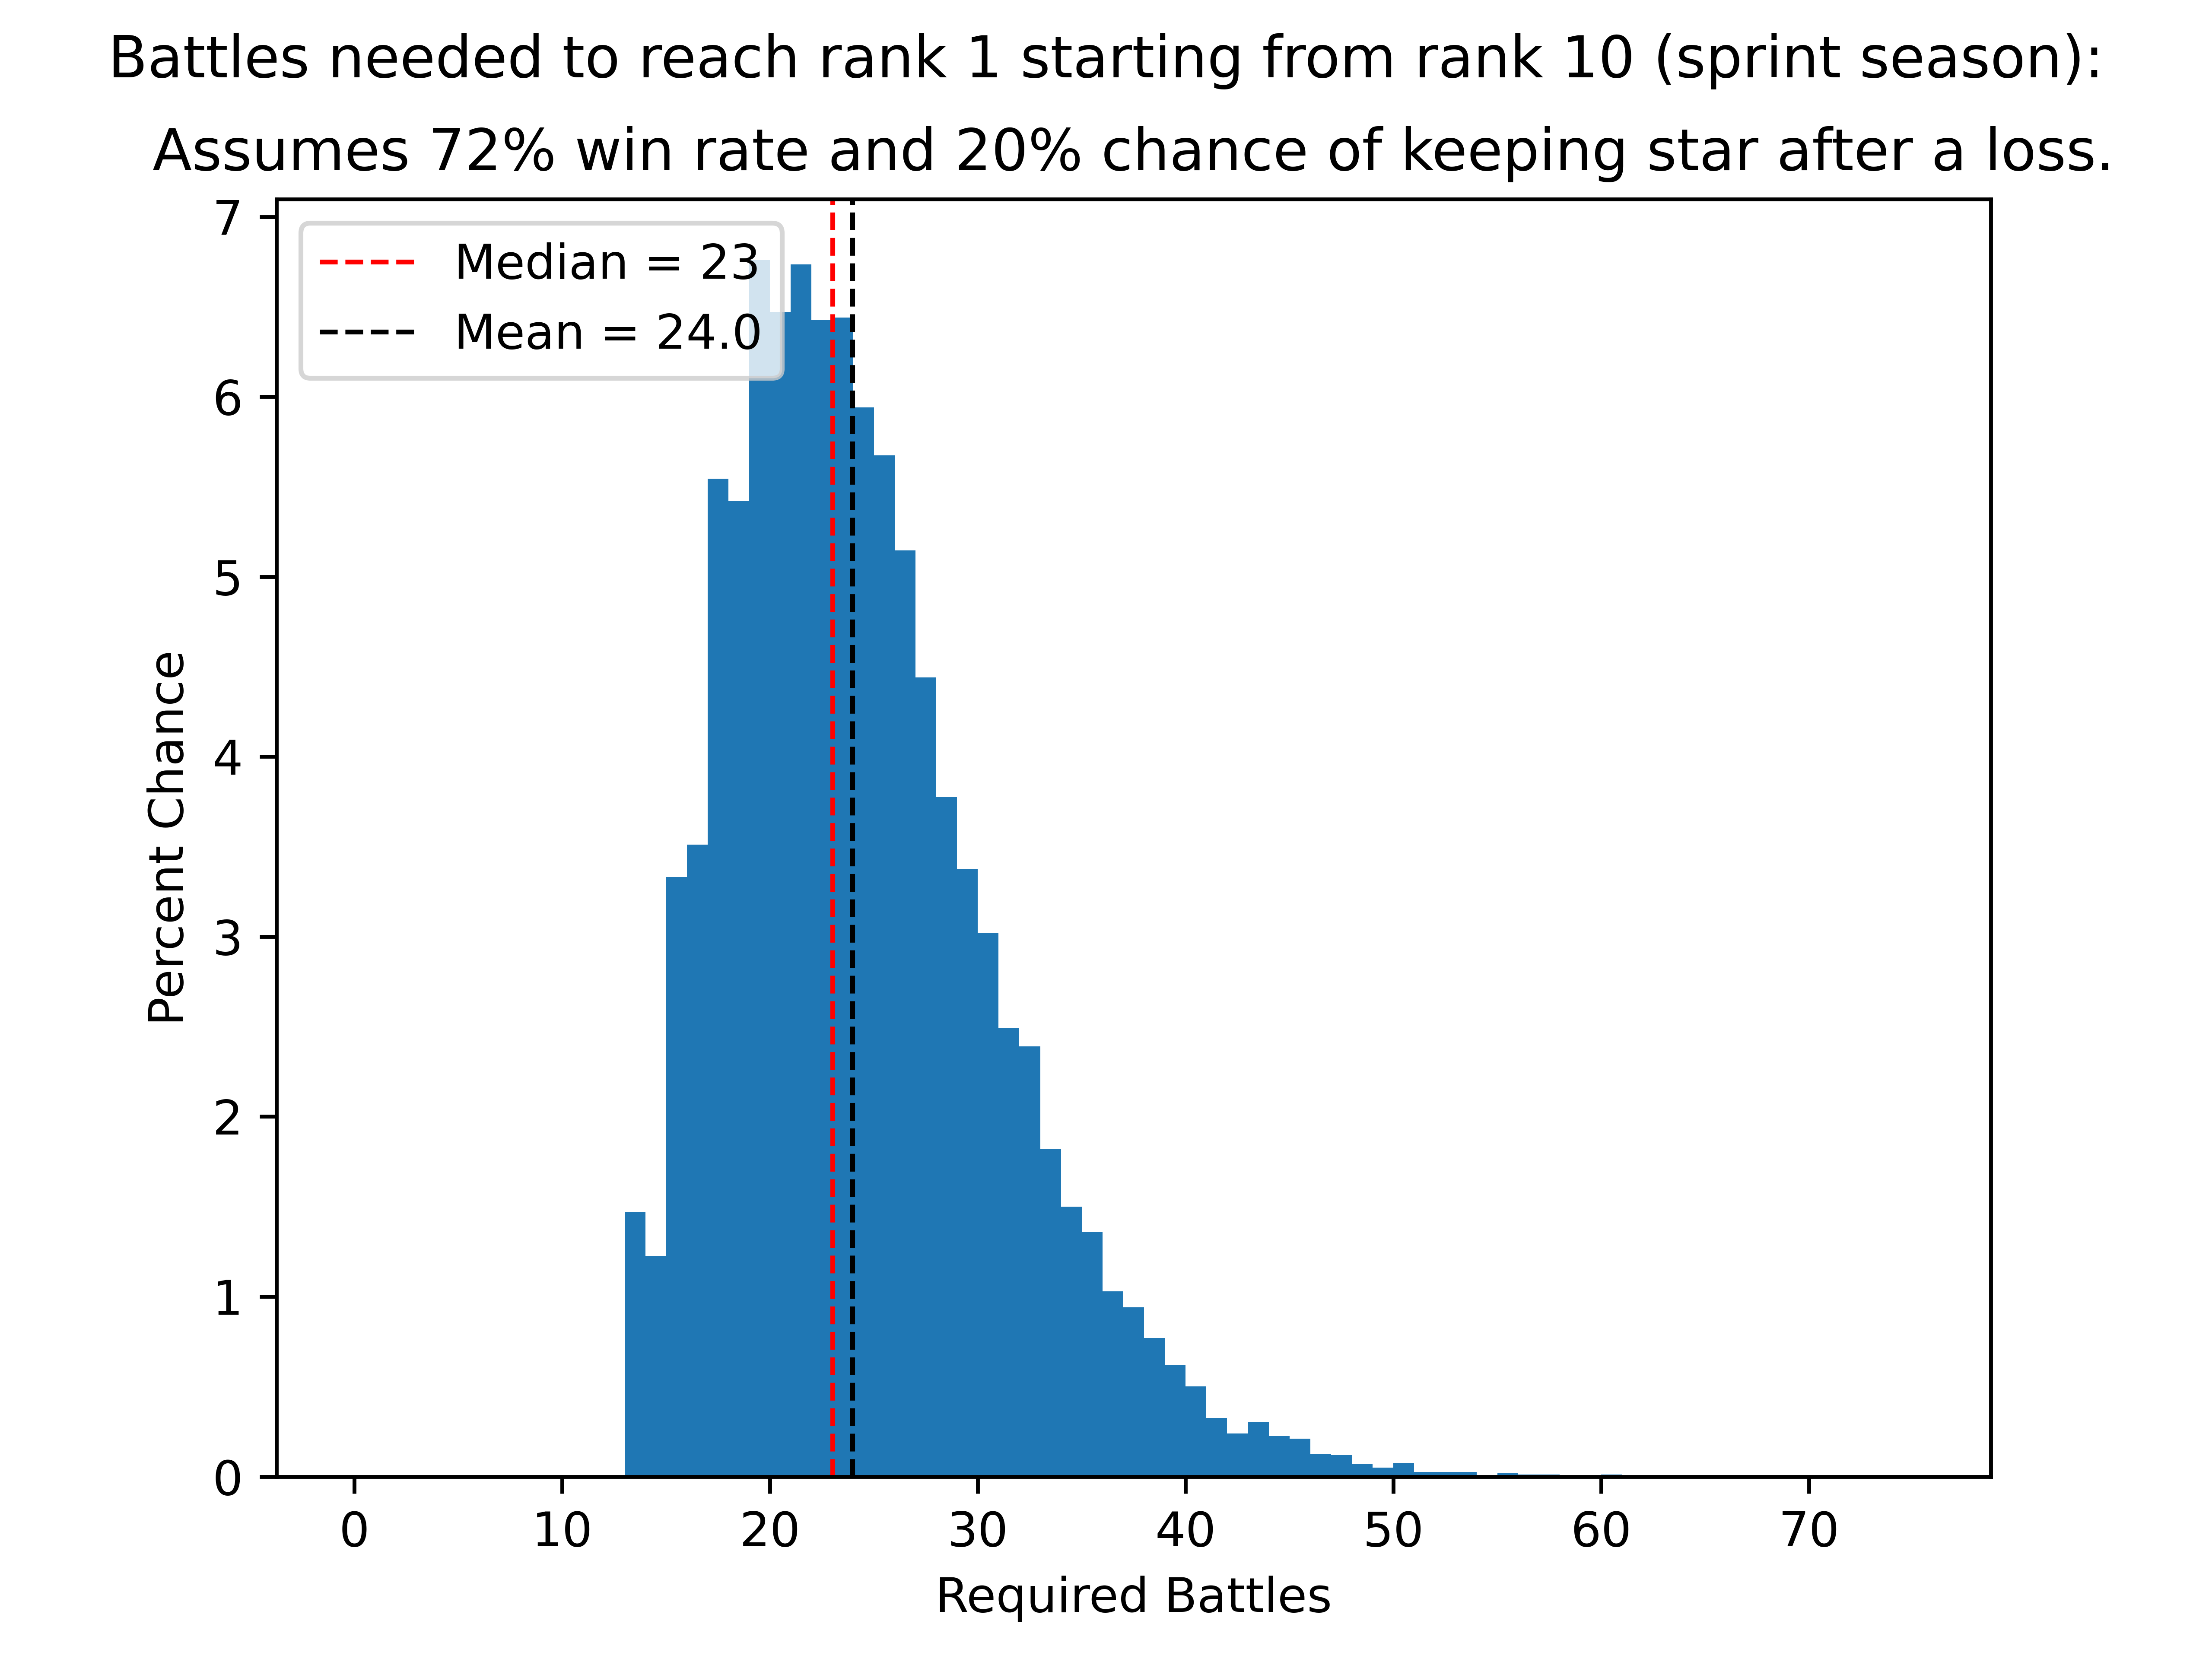 Battles needed to reach rank 1 starting from rank 10 (sprint season):
Assumes 72% win rate and 20% chance of keeping star after a loss.
Median = 23
Mean = 24.0
Percent Chance
7
6
5
4
3
2
1
0
0 10 20 30 40 50 60 70
Required Battles